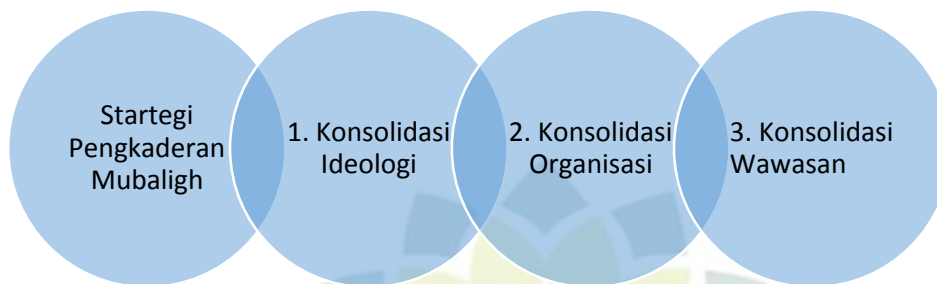 Startegi
Pengkaderan
Mubaligh
1. Konsolidasi
Ideologi
2. Konsolidasi
Organisasi
3. Konsolidasi
Wawasan